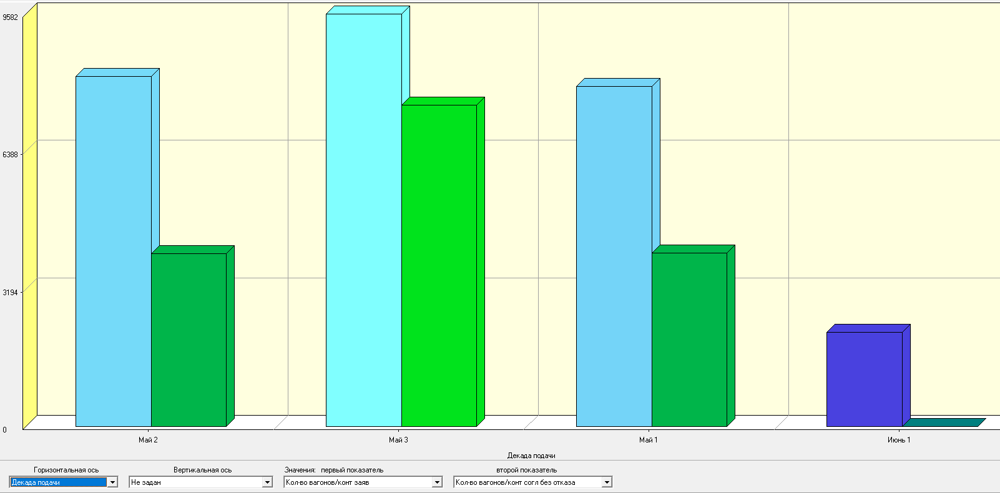 9582
6388
3194
0
Май 2
Май 3
Май 1
Июнь 1
Декада подачи
Горизонтальная ось
Вертикальная ось
Значения: первый показатель
второй показатель
Декада подачи
Не задан
Кол-во вагонов/конт заяв
Кол-во вагонов/конт согл без отказа